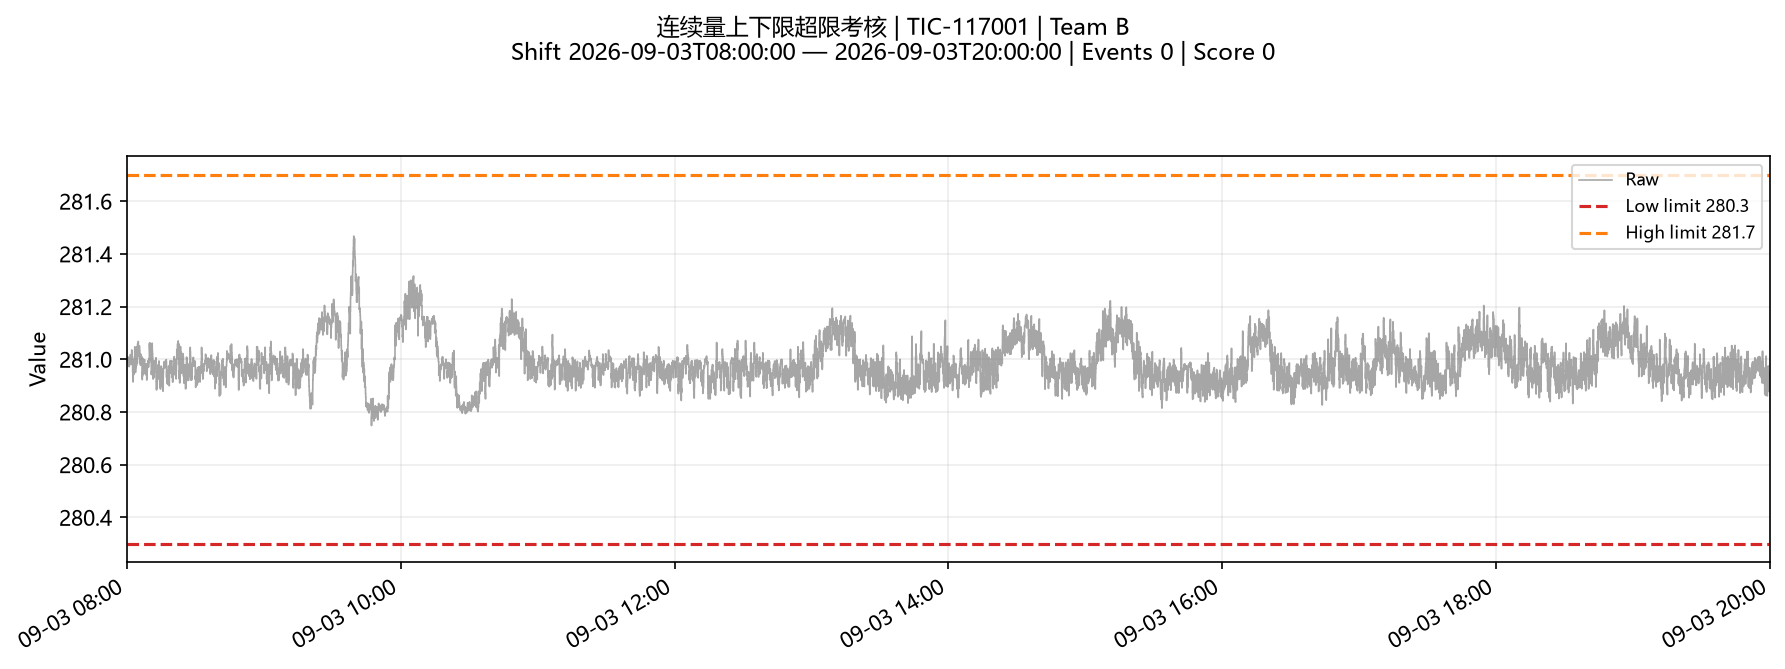 连续量上下限超限考核 | TIC-117001 | Team B
Shift 2026-09-03T08:00:00 — 2026-09-03T20:00:00 | Events 0 | Score 0
Raw
Low limit 280.3
High limit 281.7
Value
281.6
281.4
281.2
281.0
280.8
280.6
280.4
09-03 08:00
09-03 10:00
09-03 12:00
09-03 14:00
09-03 16:00
09-03 18:00
09-03 20:00